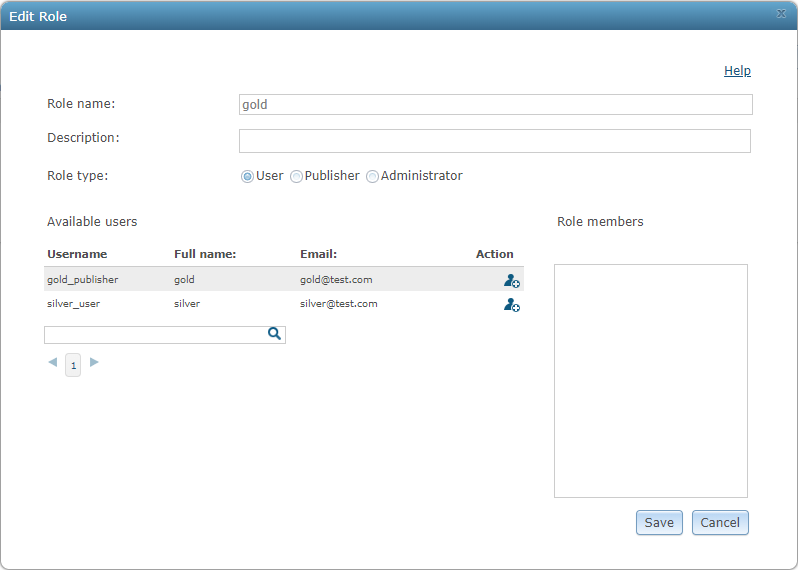 Edit Role
x
Help
Role name: gold
Description:
Role type: User Publisher Administrator
Available users Role members
Username Full name: Email: Action
gold_publisher gold gold@test.com
silver_user silver silver@test.com
1
Save Cancel